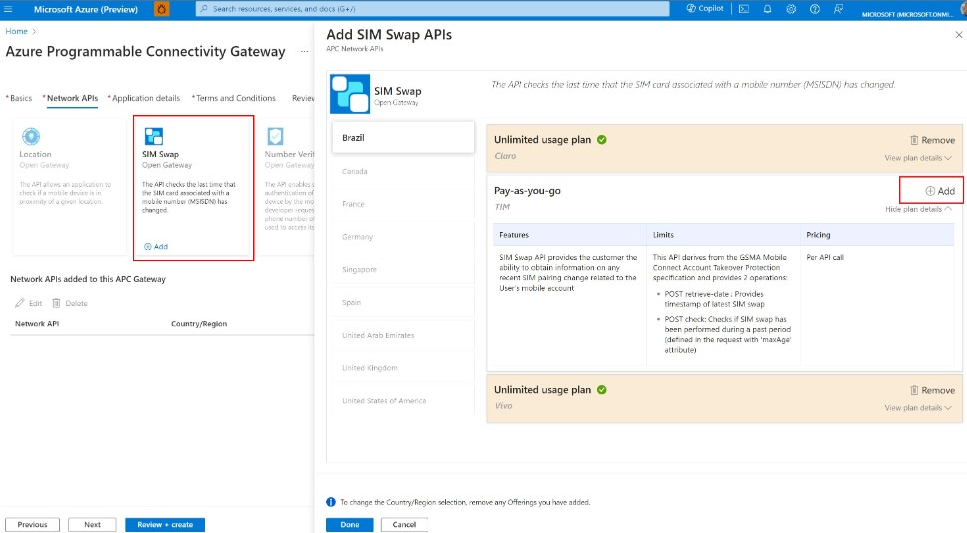 Microsoft Azure (Preview)
Search resources, services, and docs (G+/)
Copilot
MICROSOFT (MICROSOFT.ONMI...
Home
Azure Programmable Connectivity Gateway
...
* Basics * Network APIs * Application details * Terms and Conditions Review
Location
Open Gateway
The API allows an application to
check if a mobile device is in
proximity of a given location.
SIM Swap
Open Gateway
The API checks the last time that
the SIM card associated with a
mobile number (MSISDN) has
changed.
Add
Number Verif
Open Gateway
The API enables s
authentication of
device by the mo
developer reques
phone number of
used to access its
Network APIs added to this APC Gateway
Edit Delete
Network API Country/Region
Previous Next Review + create
Add SIM Swap APIs
APC Network APIs
SIM Swap
Open Gateway
The API checks the last time that the SIM card associated with a mobile number (MSISDN) has changed.
Brazil
Canada
France
Germany
Singapore
Spain
United Arab Emirates
United Kingdom
United States of America
Unlimited usage plan Remove
Claro View plan details
Pay-as-you-go Add
TIM Hide plan details
Features Limits Pricing
SIM Swap API provides the customer the
ability to obtain information on any
recent SIM pairing change related to the
User's mobile account
This API derives from the GSMA Mobile
Connect Account Takeover Protection
specification and provides 2 operations:
• POST retrieve-date : Provides
timestamp of latest SIM swap
• POST check: Checks if SIM swap has
been performed during a past period
(defined in the request with 'maxAge'
attribute)
Per API call
Unlimited usage plan Remove
Vivo View plan details
To change the Country/Region selection, remove any Offerings you have added.
Done Cancel